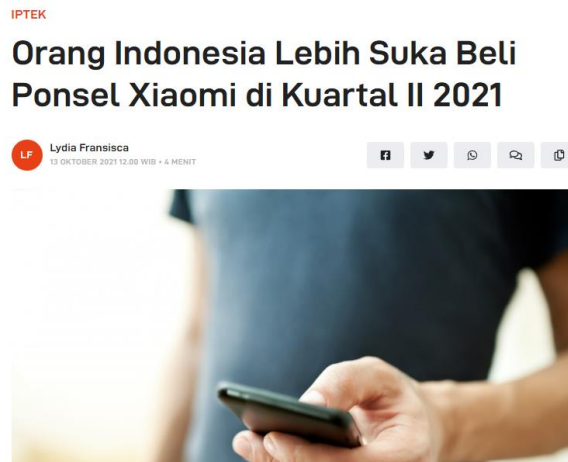 IPTEK
Orang Indonesia Lebih Suka Beli
Ponsel Xiaomi di Kuartal II 2021
LF
Lydia Fransisca
13 OKTOBER 2021 12.00 WIB • 4 MENIT